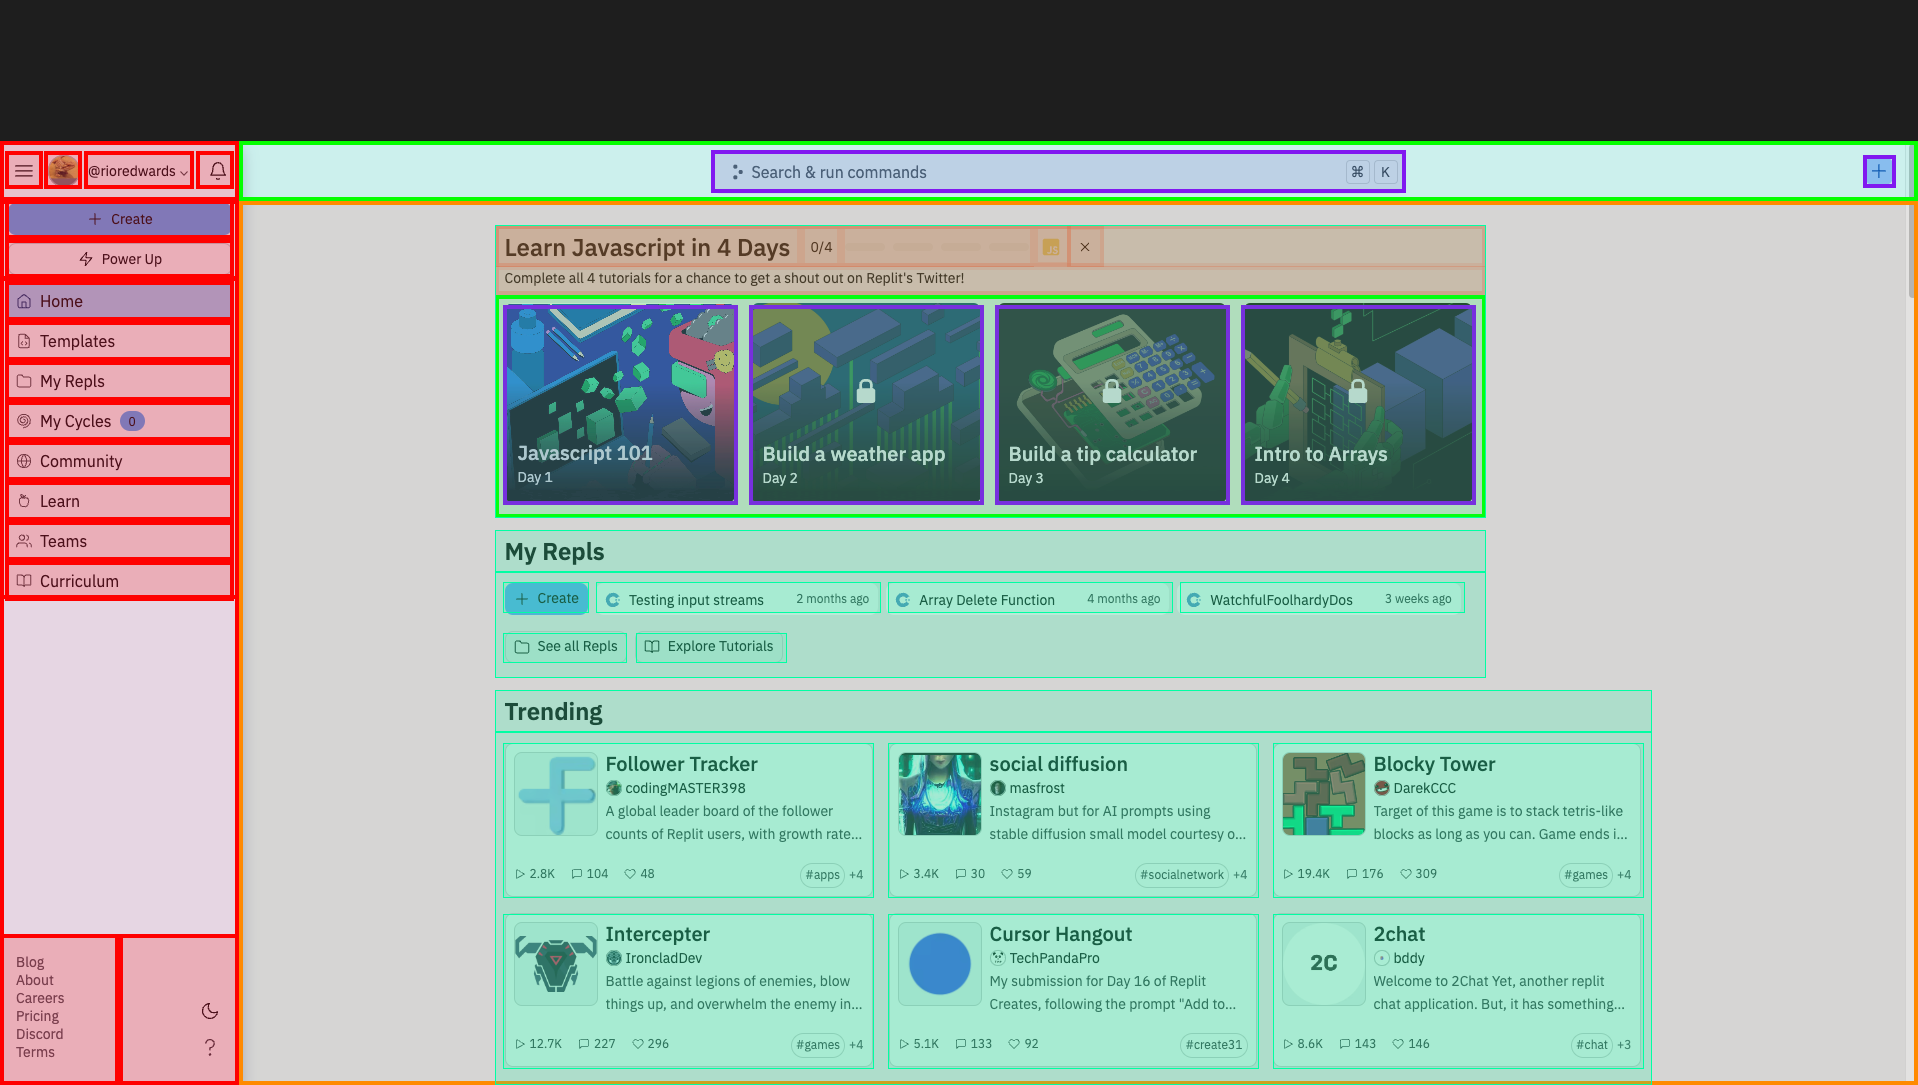 @rioredwards
Search & run commands
⌘ K
+ Create
Power Up
Home
Templates
My Repls
My Cycles 0
Community
Learn
Teams
Curriculum
Blog
About
Careers
Pricing
Discord
Terms
?
Learn Javascript in 4 Days 0/4 JS ×
Complete all 4 tutorials for a chance to get a shout out on Replit's Twitter!
Javascript 101
Day 1
Build a weather app
Day 2
Build a tip calculator
Day 3
Intro to Arrays
Day 4
My Repls
+ Create
Testing input streams 2 months ago
Array Delete Function 4 months ago
WatchfulFoolhardyDos 3 weeks ago
See all Repls
Explore Tutorials
Trending
Follower Tracker
codingMASTER398
A global leader board of the follower
counts of Replit users, with growth rate...
2.8K 104 48 #apps +4
social diffusion
masfrost
Instagram but for AI prompts using
stable diffusion small model courtesy o...
3.4K 30 59 #socialnetwork +4
Blocky Tower
DarekCCC
Target of this game is to stack tetris-like
blocks as long as you can. Game ends i...
19.4K 176 309 #games +4
Intercepter
IroncladDev
Battle against legions of enemies, blow
things up, and overwhelm the enemy in...
12.7K 227 296 #games +4
Cursor Hangout
TechPandaPro
My submission for Day 16 of Replit
Creates, following the prompt "Add to...
5.1K 133 92 #create31
2C
2chat
bddy
Welcome to 2Chat Yet, another replit
chat application. But, it has something...
8.6K 143 146 #chat +3